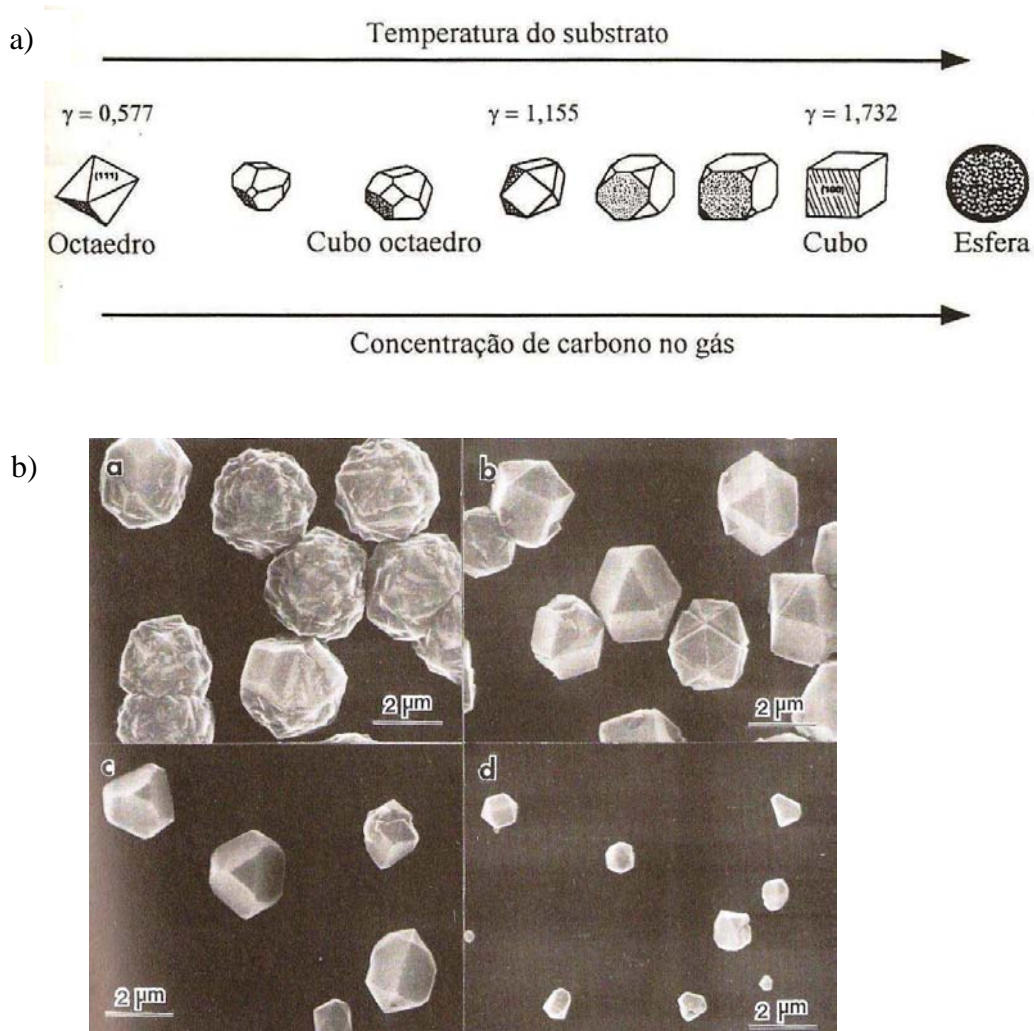 a)
Temperatura do substrato
γ = 0,577 γ = 1,155 γ = 1,732
(111) (100)
Octaedro Cubo octaedro Cubo Esfera
Concentração de carbono no gás
b)
a b
2 μm 2 μm
c d
2 μm 2 μm